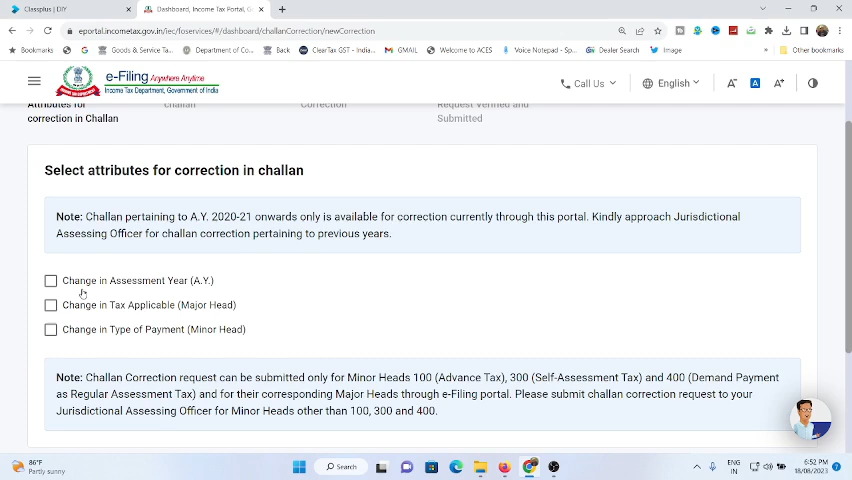 Classplus | DIY
Dashboard, Income Tax Portal, G
eportal.incometax.gov.in/iec/foservices/#/dashboard/challanCorrection/newCorrection
Bookmarks
Goods & Service Ta...
Department of Co...
Back
ClearTax GST - India...
GMAIL
Welcome to ACES
Voice Notepad - Sp...
Dealer Search
Image
»
Other bookmarks
e-Filing Anywhere Anytime
Income Tax Department, Government of India
Call Us
English
A-
A
A+
Attributes for
correction in Challan
challan
Correction
Request Verified and
Submitted
Select attributes for correction in challan
Note: Challan pertaining to A.Y. 2020-21 onwards only is available for correction currently through this portal. Kindly approach Jurisdictional
Assessing Officer for challan correction pertaining to previous years.
Change in Assessment Year (A.Y.)
Change in Tax Applicable (Major Head)
Change in Type of Payment (Minor Head)
Note: Challan Correction request can be submitted only for Minor Heads 100 (Advance Tax), 300 (Self-Assessment Tax) and 400 (Demand Payment
as Regular Assessment Tax) and for their corresponding Major Heads through e-Filing portal. Please submit challan correction request to your
Jurisdictional Assessing Officer for Minor Heads other than 100, 300 and 400.
86°F
Partly sunny
Search
ENG
IN
6:52 PM
18/08/2023